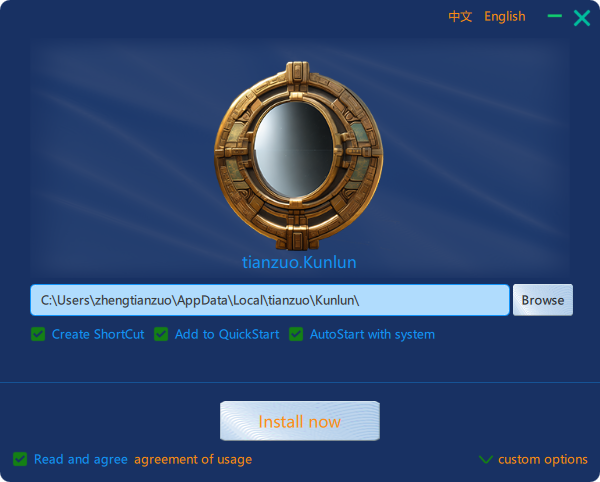 中文 English
tianzuo.Kunlun
C:\Users\zhengtianzuo\AppData\Local\tianzuo\Kunlun\ Browse
Create ShortCut Add to QuickStart AutoStart with system
Install now
Read and agree agreement of usage custom options